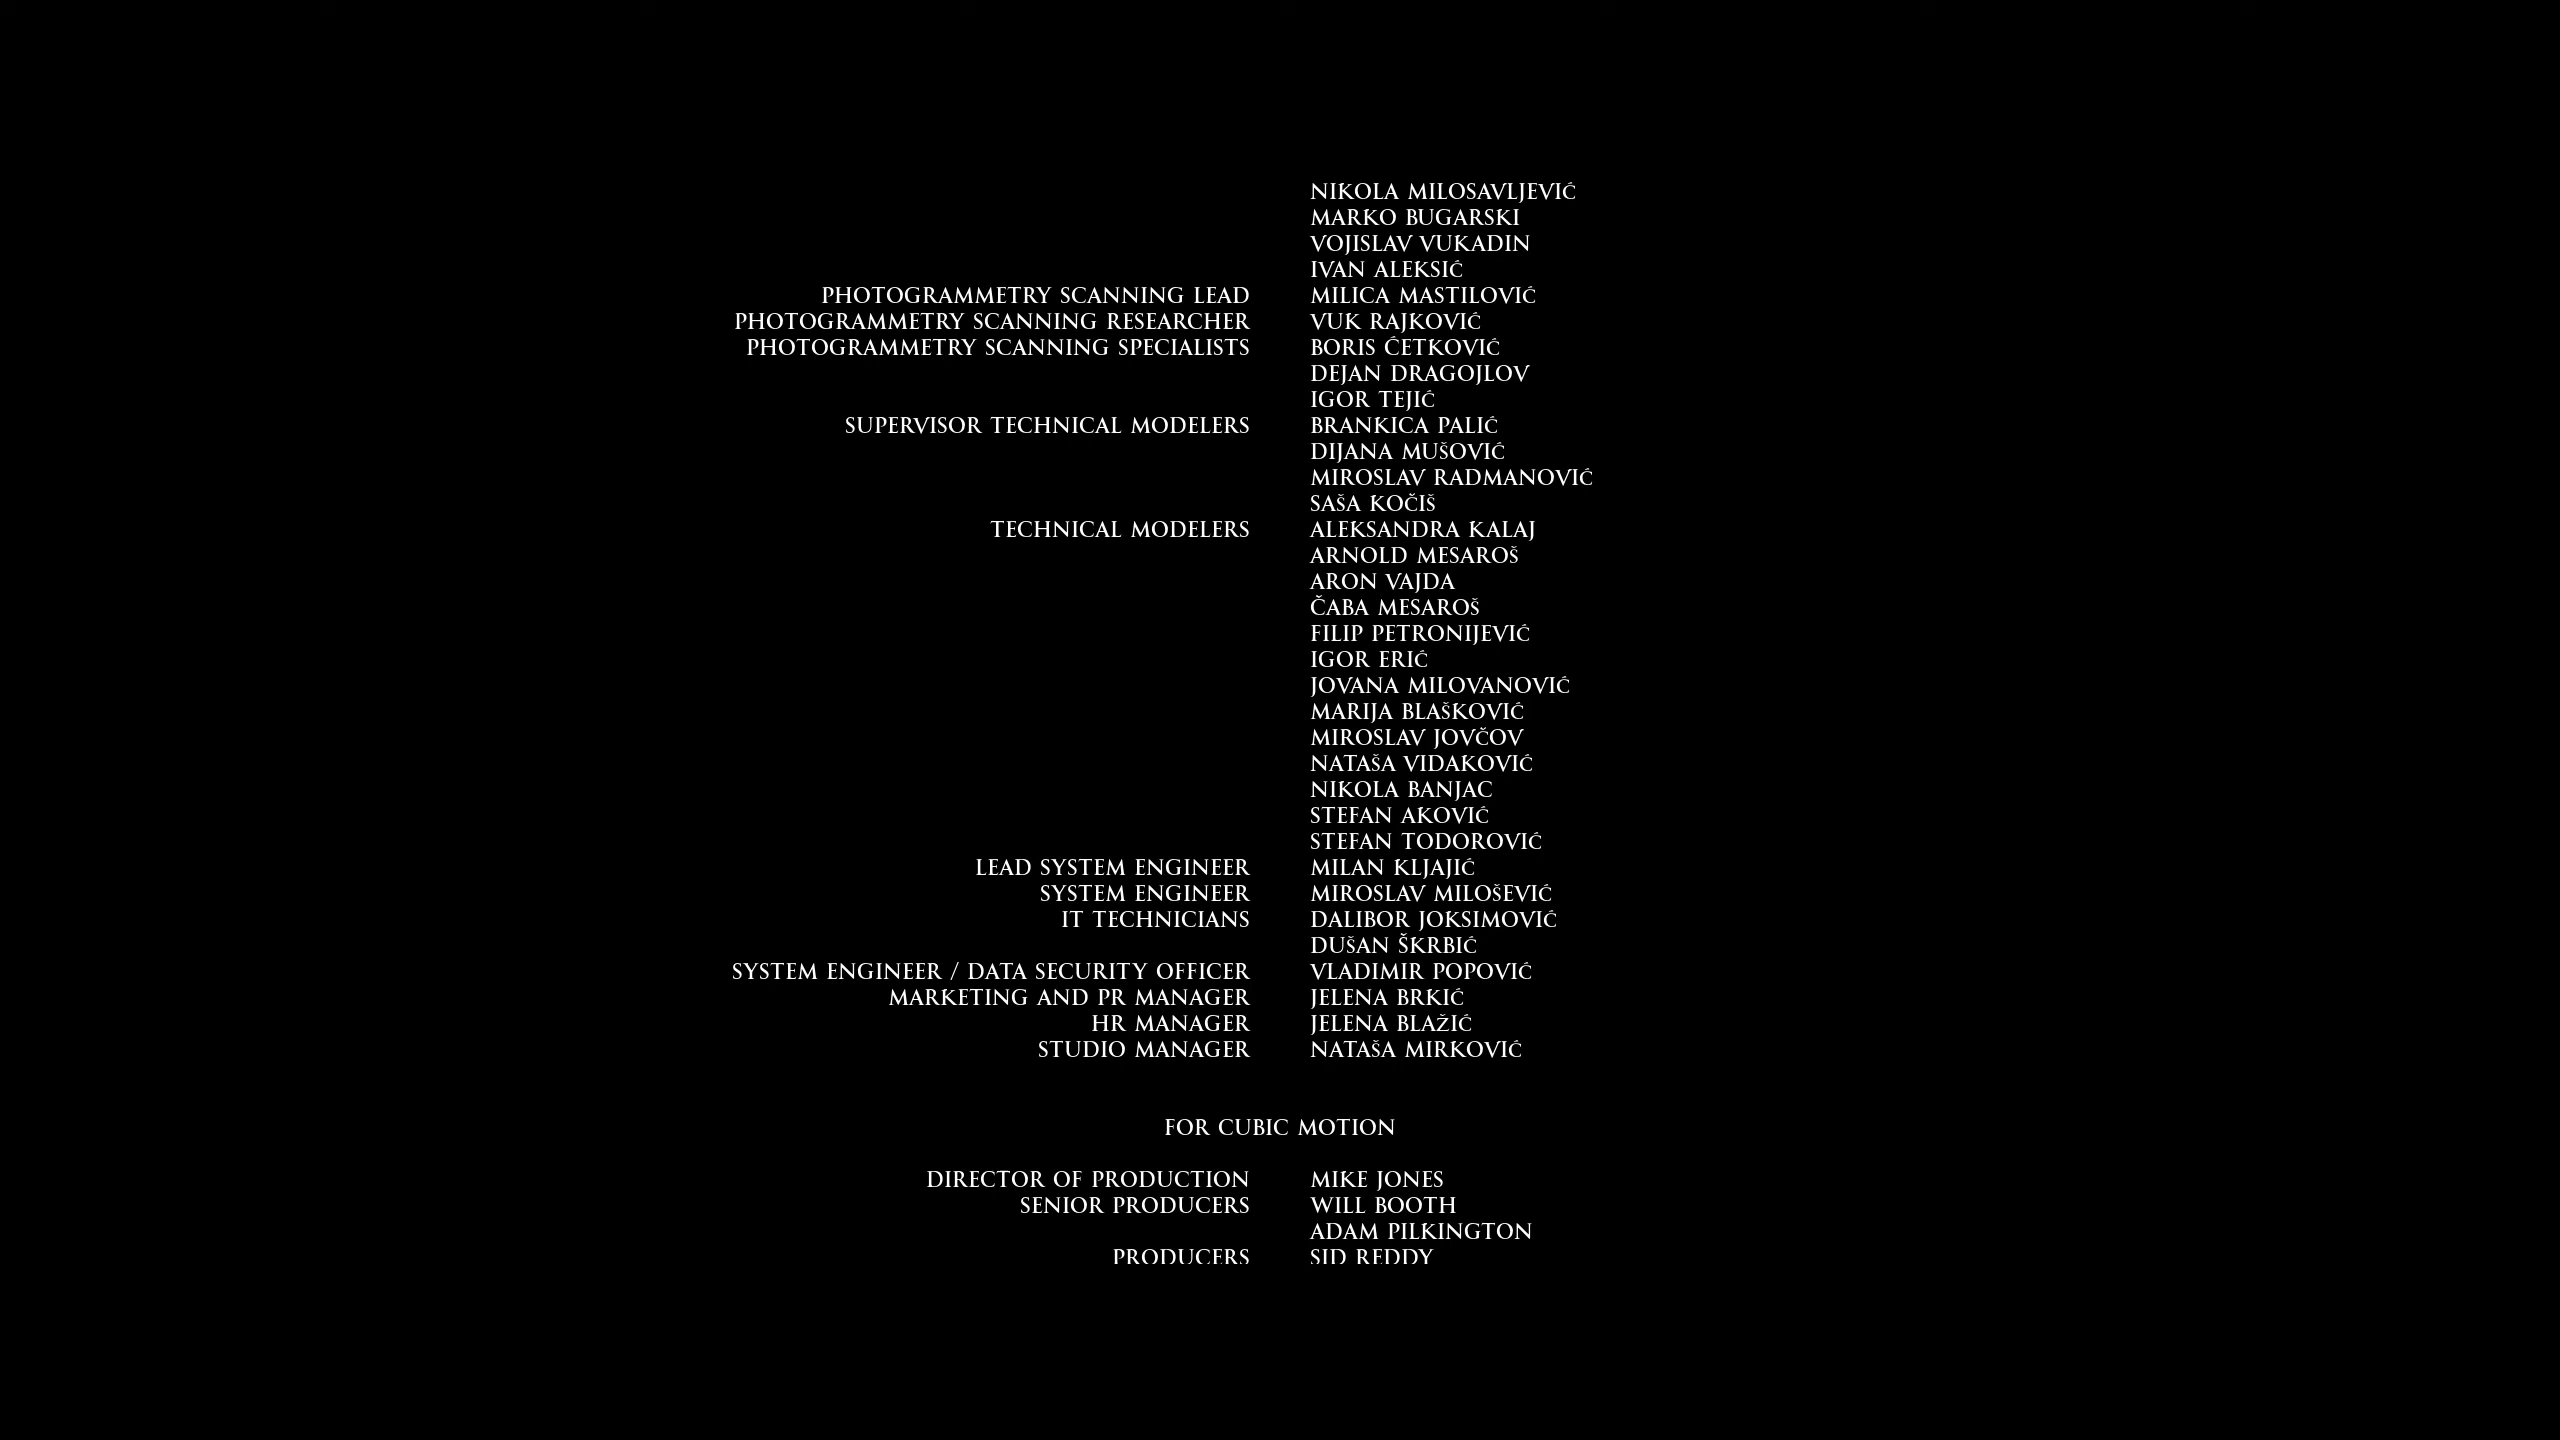 NIKOLA MILOSAVLJEVIĆ
MARKO BUGARSKI
VOJISLAV VUKADIN
IVAN ALEKSIĆ
PHOTOGRAMMETRY SCANNING LEAD MILICA MASTILOVIĆ
PHOTOGRAMMETRY SCANNING RESEARCHER VUK RAJKOVIĆ
PHOTOGRAMMETRY SCANNING SPECIALISTS BORIS ĆETKOVIĆ
DEJAN DRAGOJLOV
IGOR TEJIĆ
SUPERVISOR TECHNICAL MODELERS BRANKICA PALIĆ
DIJANA MUŠOVIĆ
MIROSLAV RADMANOVIĆ
SAŠA KOČIŠ
TECHNICAL MODELERS ALEKSANDRA KALAJ
ARNOLD MESAROŠ
ARON VAJDA
ČABA MESAROŠ
FILIP PETRONIJEVIĆ
IGOR ERIĆ
JOVANA MILOVANOVIĆ
MARIJA BLAŠKOVIĆ
MIROSLAV JOVČOV
NATAŠA VIDAKOVIĆ
NIKOLA BANJAC
STEFAN AKOVIĆ
STEFAN TODOROVIĆ
LEAD SYSTEM ENGINEER MILAN KLJAJIĆ
SYSTEM ENGINEER MIROSLAV MILOŠEVIĆ
IT TECHNICIANS DALIBOR JOKSIMOVIĆ
DUŠAN ŠKRBIĆ
SYSTEM ENGINEER / DATA SECURITY OFFICER VLADIMIR POPOVIĆ
MARKETING AND PR MANAGER JELENA BRKIĆ
HR MANAGER JELENA BLAŽIĆ
STUDIO MANAGER NATAŠA MIRKOVIĆ
FOR CUBIC MOTION
DIRECTOR OF PRODUCTION MIKE JONES
SENIOR PRODUCERS WILL BOOTH
ADAM PILKINGTON
PRODUCERS SID REDDY